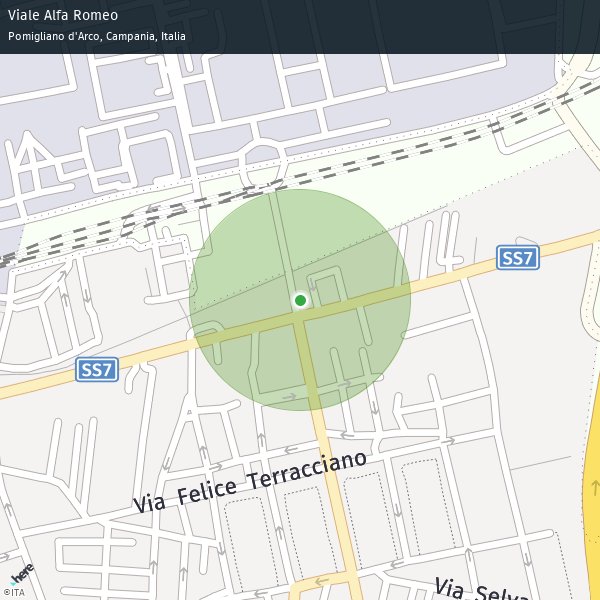 Viale Alfa Romeo
Pomigliano d'Arco, Campania, Italia
SS7
SS7
Via Felice Terracciano
Via Selva
here
©ITA